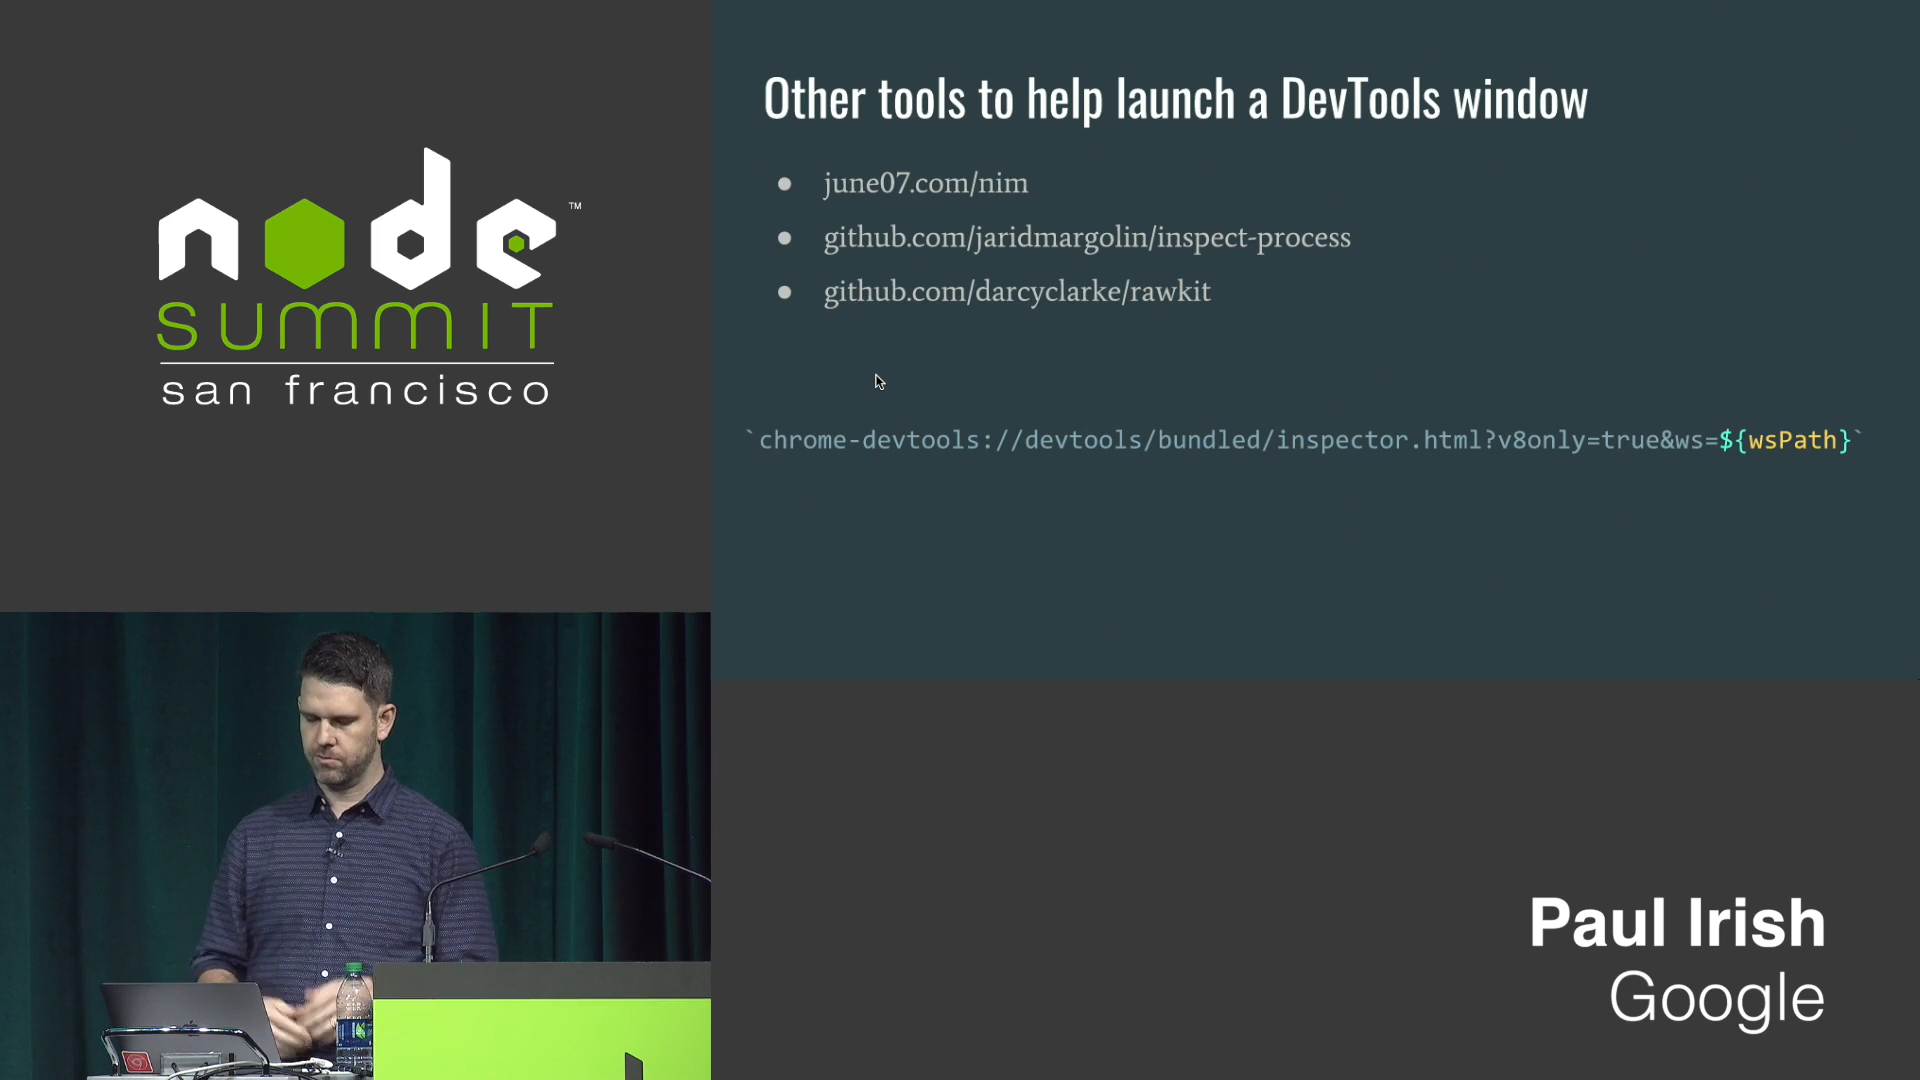 node™
SUMMIT
san francisco
Other tools to help launch a DevTools window
● june07.com/nim
● github.com/jaridmargolin/inspect-process
● github.com/darcyclarke/rawkit
`chrome-devtools://devtools/bundled/inspector.html?v8only=true&ws=${wsPath}`
Paul Irish
Google